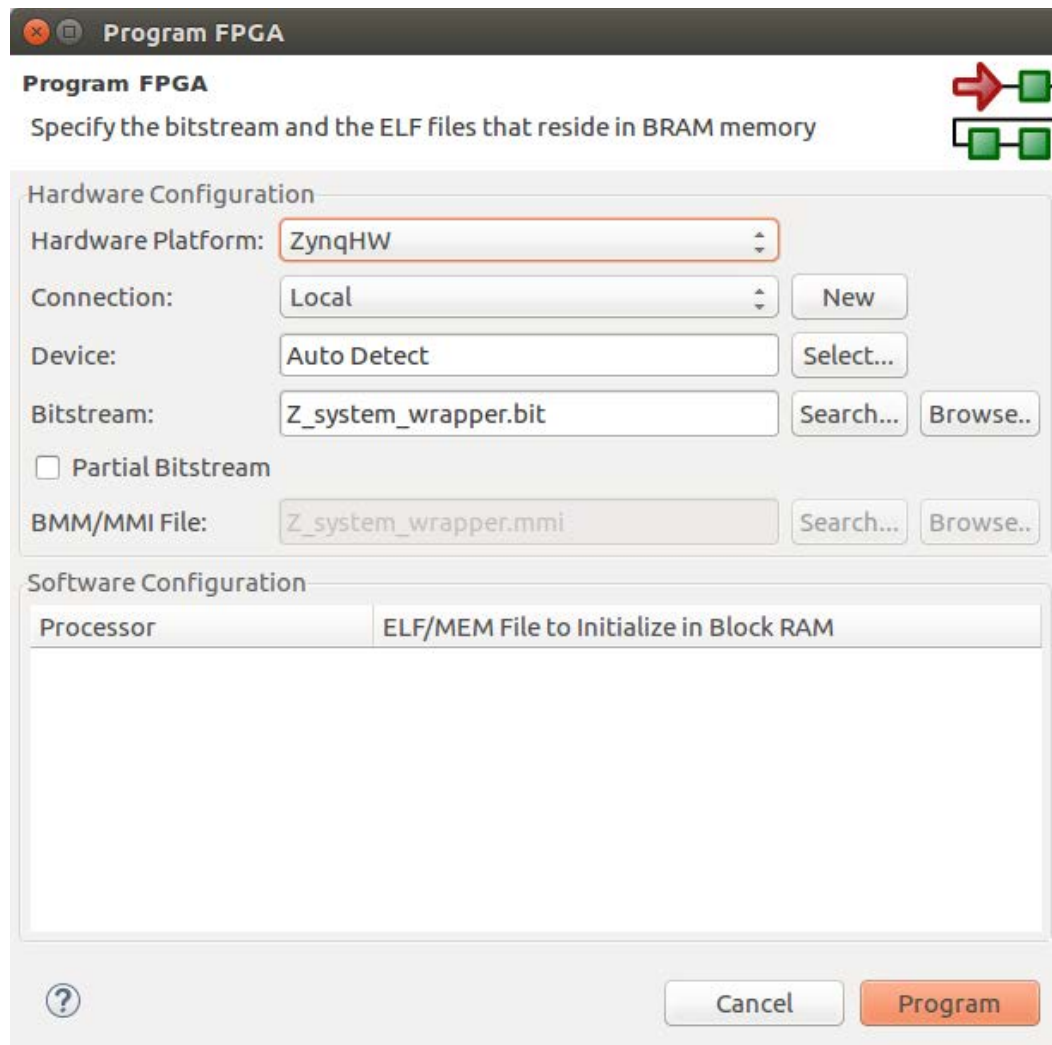 Program FPGA
Program FPGA
Specify the bitstream and the ELF files that reside in BRAM memory
Hardware Configuration
Hardware Platform: ZynqHW
Connection: Local New
Device: Auto Detect Select...
Bitstream: Z_system_wrapper.bit Search... Browse..
Partial Bitstream
BMM/MMI File: Z_system_wrapper.mmi Search... Browse..
Software Configuration
Processor ELF/MEM File to Initialize in Block RAM
? Cancel Program